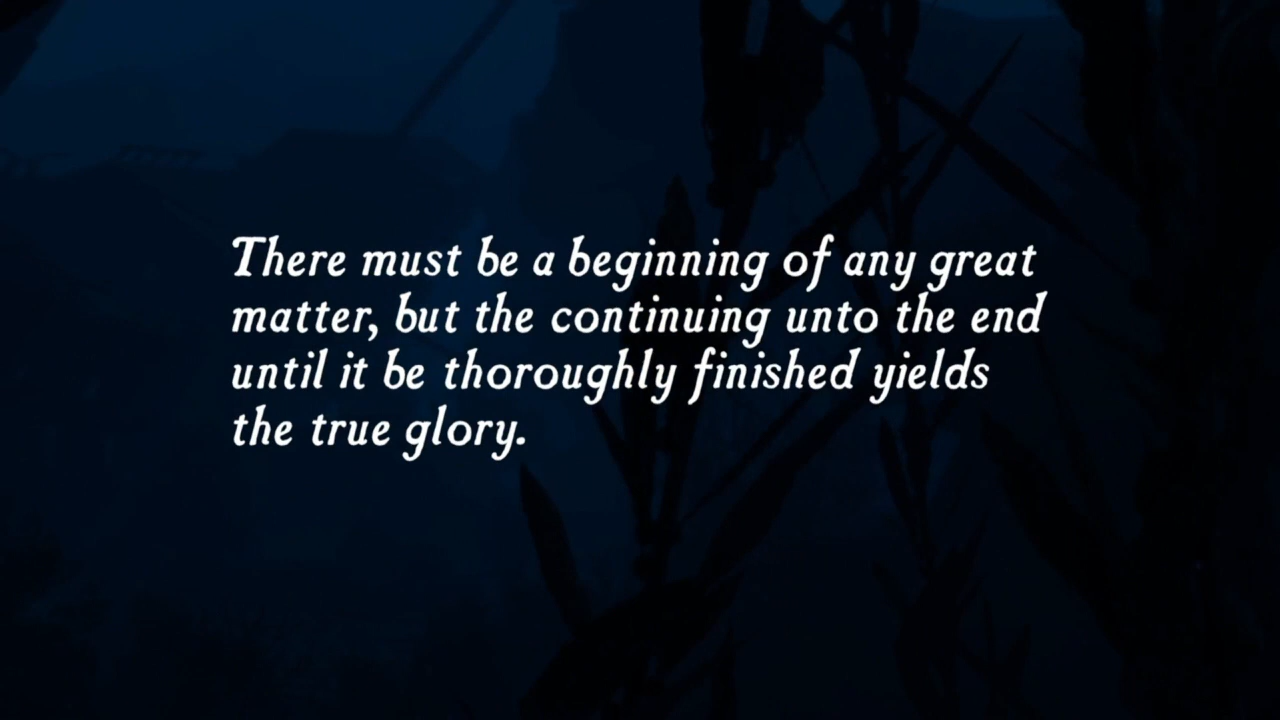 There must be a beginning of any great
matter, but the continuing unto the end
until it be thoroughly finished yields
the true glory.